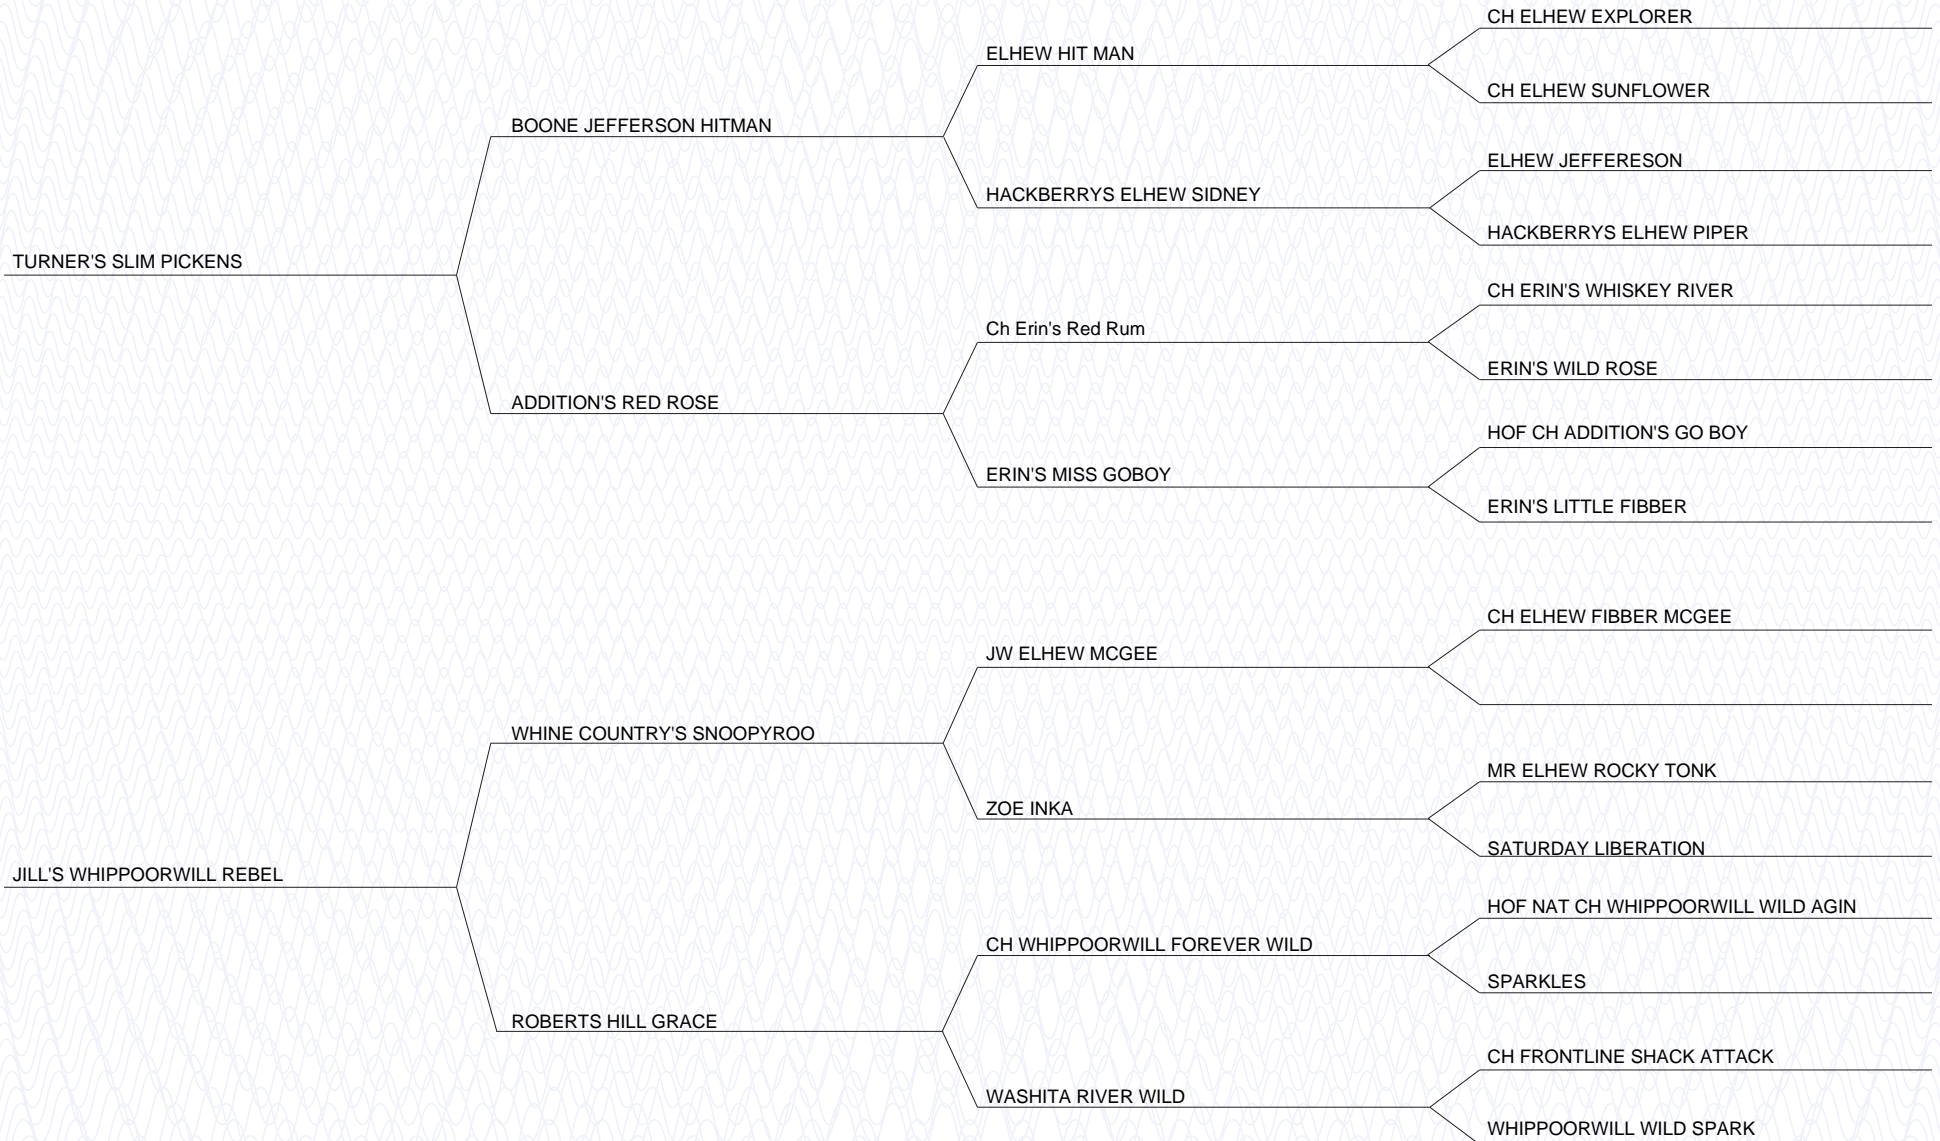 CH ELHEW EXPLORER
ELHEW HIT MAN
CH ELHEW SUNFLOWER
BOONE JEFFERSON HITMAN
ELHEW JEFFERESON
HACKBERRYS ELHEW SIDNEY
HACKBERRYS ELHEW PIPER
TURNER'S SLIM PICKENS
CH ERIN'S WHISKEY RIVER
Ch Erin's Red Rum
ERIN'S WILD ROSE
ADDITION'S RED ROSE
HOF CH ADDITION'S GO BOY
ERIN'S MISS GOBOY
ERIN'S LITTLE FIBBER
CH ELHEW FIBBER MCGEE
JW ELHEW MCGEE
WHINE COUNTRY'S SNOOPYROO
MR ELHEW ROCKY TONK
ZOE INKA
SATURDAY LIBERATION
JILL'S WHIPPOORWILL REBEL
HOF NAT CH WHIPPOORWILL WILD AGIN
CH WHIPPOORWILL FOREVER WILD
SPARKLES
ROBERTS HILL GRACE
CH FRONTLINE SHACK ATTACK
WASHITA RIVER WILD
WHIPPOORWILL WILD SPARK